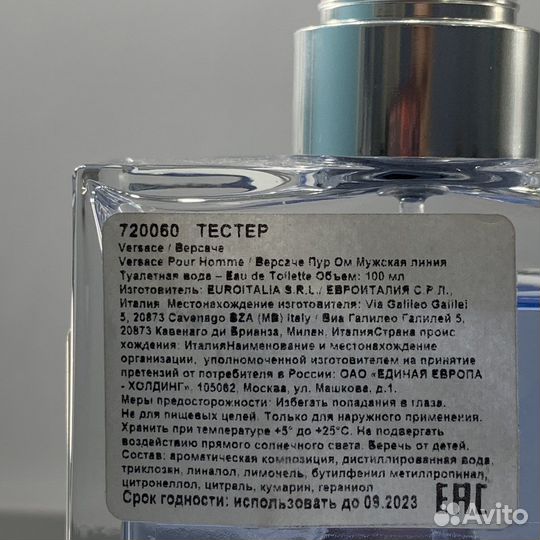 720060 ТЕСТЕР
Versace / Версаче
Versace Pour Homme / Версаче Пур Ом Мужская линия
Туалетная вода – Eau de Toilette Объем: 100 мл
Изготовитель: EUROITALIA S.R.L./ ЕВРОИТАЛИЯ С.Р.Л.,
Италия. Местонахождение изготовителя: Via Galileo Galilei
5, 20873 Cavenago BZA (MB) Italy / Виа Галилео Галилей 5,
20873 Кавенаго ди Брианза, Милан, ИталияСтрана проис
хождения: ИталияНаименование и местонахождение
организации, уполномоченной изготовителем на принятие
претензий от потребителя в России: ОАО «ЕДИНАЯ ЕВРОПА
- ХОЛДИНГ», 105062, Москва, ул. Машкова, д.1.
Меры предосторожности: Избегать попадания в глаза.
Не для пищевых целей. Только для наружного применения.
Хранить при температуре +5° до +25°С. Не подвергать
воздействию прямого солнечного света. Беречь от детей.
Состав: ароматическая композиция, дистиллированная вода,
триклозан, линалол, лимочель, бутилфенил метилпропинал,
цитронеллол, цитраль, кумарин, гераниол
Срок годности: использовать до 09.2023
EAC
Avito